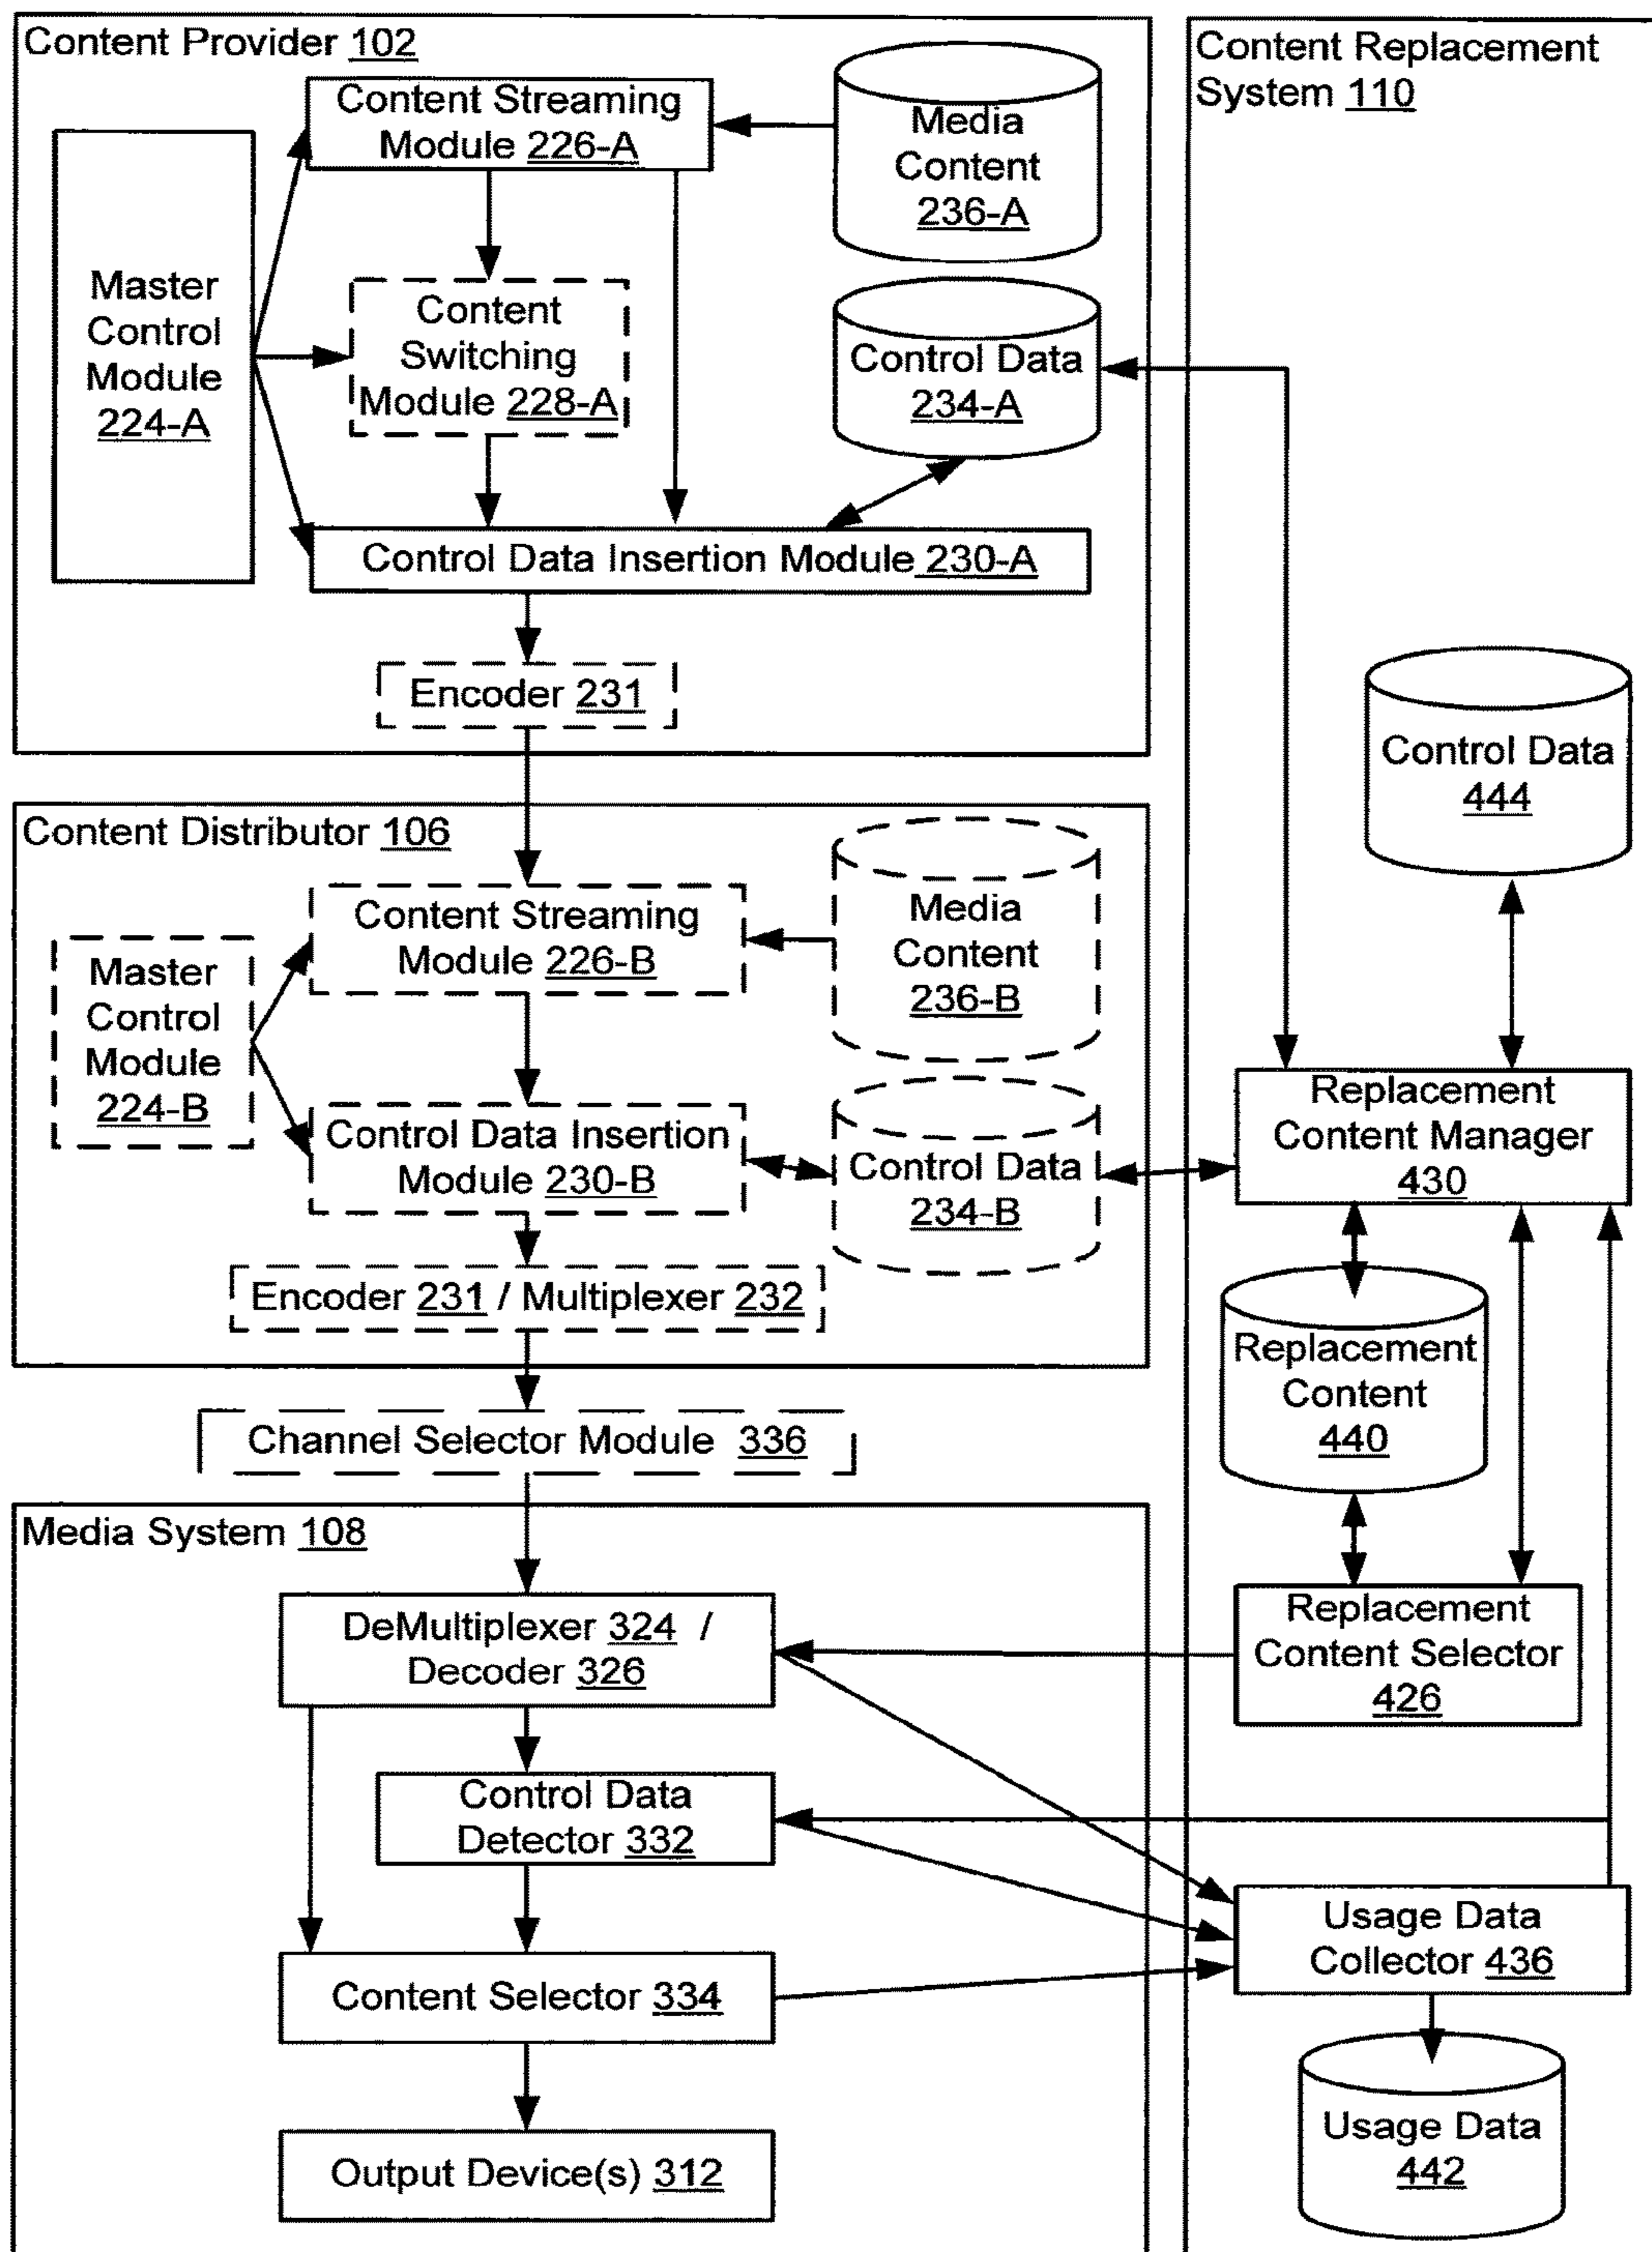 Content Provider 102
Content Streaming
Module 226-A
Media
Content
236-A
Master
Control
Module
224-A
Content
Switching
Module 228-A
Control Data
234-A
Control Data Insertion Module 230-A
Encoder 231
Content Replacement
System 110
Control Data
444
Content Distributor 106
Content Streaming
Module 226-B
Media
Content
236-B
Master
Control
Module
224-B
Control Data Insertion
Module 230-B
Control Data
234-B
Encoder 231 / Multiplexer 232
Replacement
Content Manager
430
Replacement
Content
440
Channel Selector Module 336
Media System 108
DeMultiplexer 324 /
Decoder 326
Replacement
Content Selector
426
Control Data
Detector 332
Content Selector 334
Usage Data
Collector 436
Output Device(s) 312
Usage Data
442